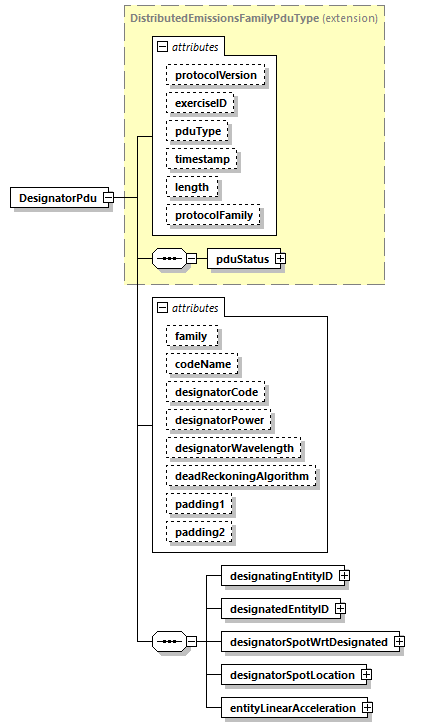 DistributedEmissionsFamilyPduType (extension)
attributes
protocolVersion
exerciseID
pduType
timestamp
length
protocolFamily
DesignatorPdu
pduStatus
attributes
family
codeName
designatorCode
designatorPower
designatorWavelength
deadReckoningAlgorithm
padding1
padding2
designatingEntityID
designatedEntityID
designatorSpotWrtDesignated
designatorSpotLocation
entityLinearAcceleration